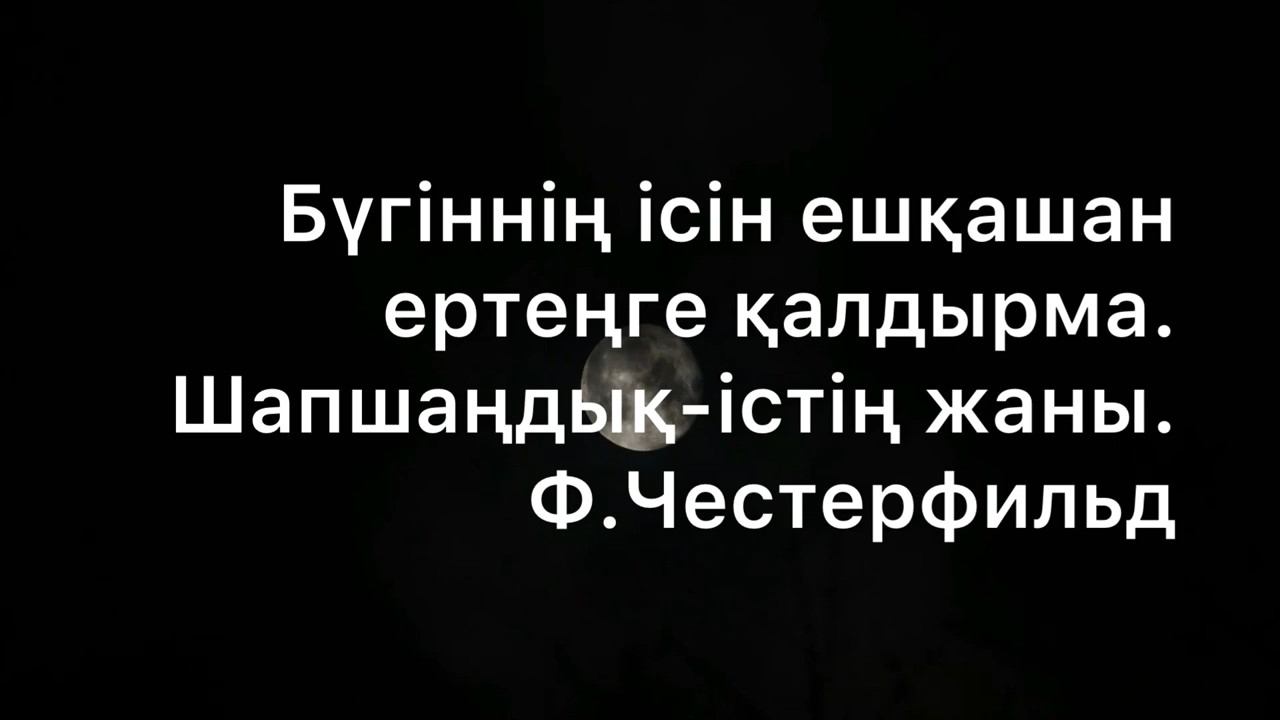 Бүгіннің ісін ешқашан
ертеңге қалдырма.
Шапшаңдық-істің жаны.
Ф.Честерфильд